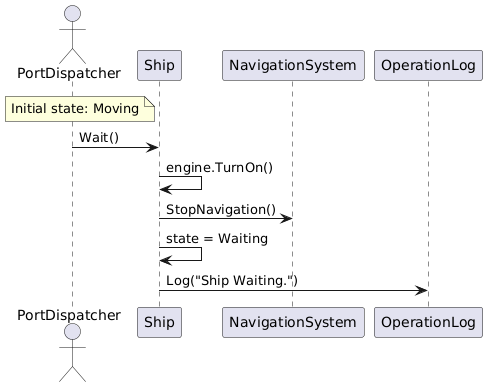 PortDispatcher
Ship
NavigationSystem
OperationLog
Initial state: Moving
Wait()
engine.TurnOn()
StopNavigation()
state = Waiting
Log("Ship Waiting.")
PortDispatcher
Ship
NavigationSystem
OperationLog